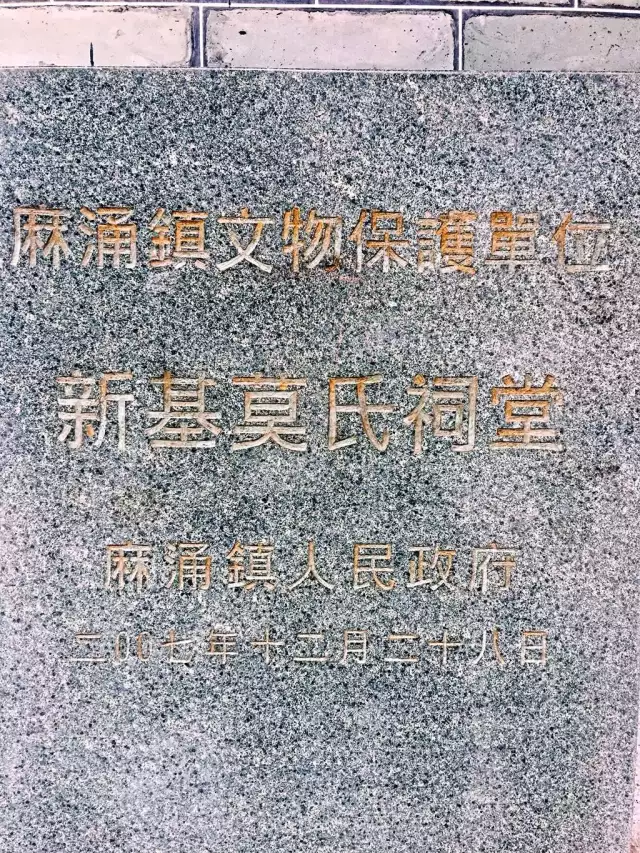 麻涌鎮文物保護單位
新基莫氏祠堂
麻涌鎮人民政府
二00七年十二月二十八日